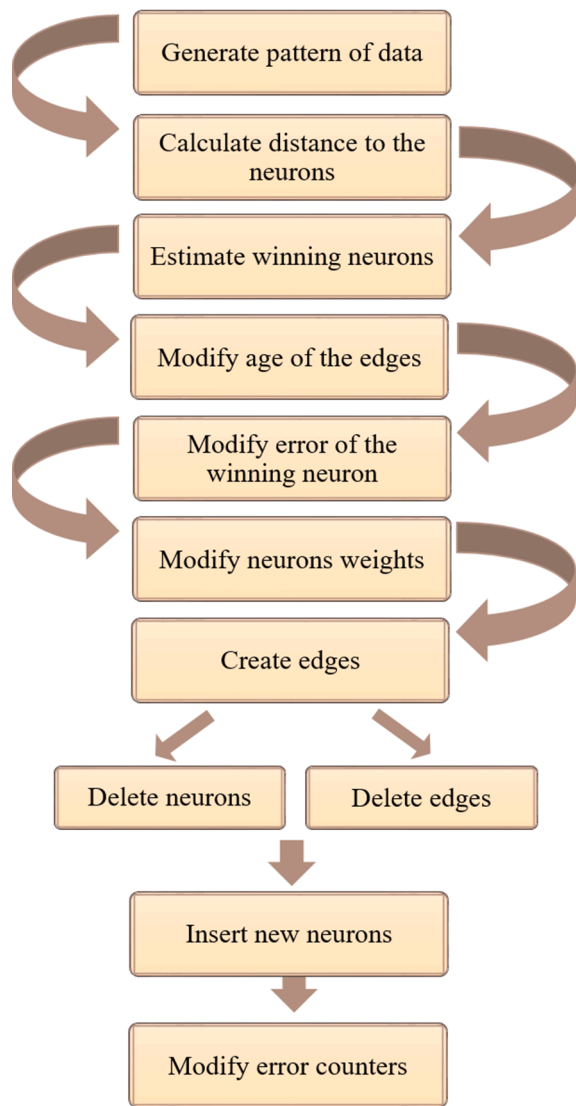 Generate pattern of data
Calculate distance to the
neurons
Estimate winning neurons
Modify age of the edges
Modify error of the
winning neuron
Modify neurons weights
Create edges
Delete neurons
Delete edges
Insert new neurons
Modify error counters